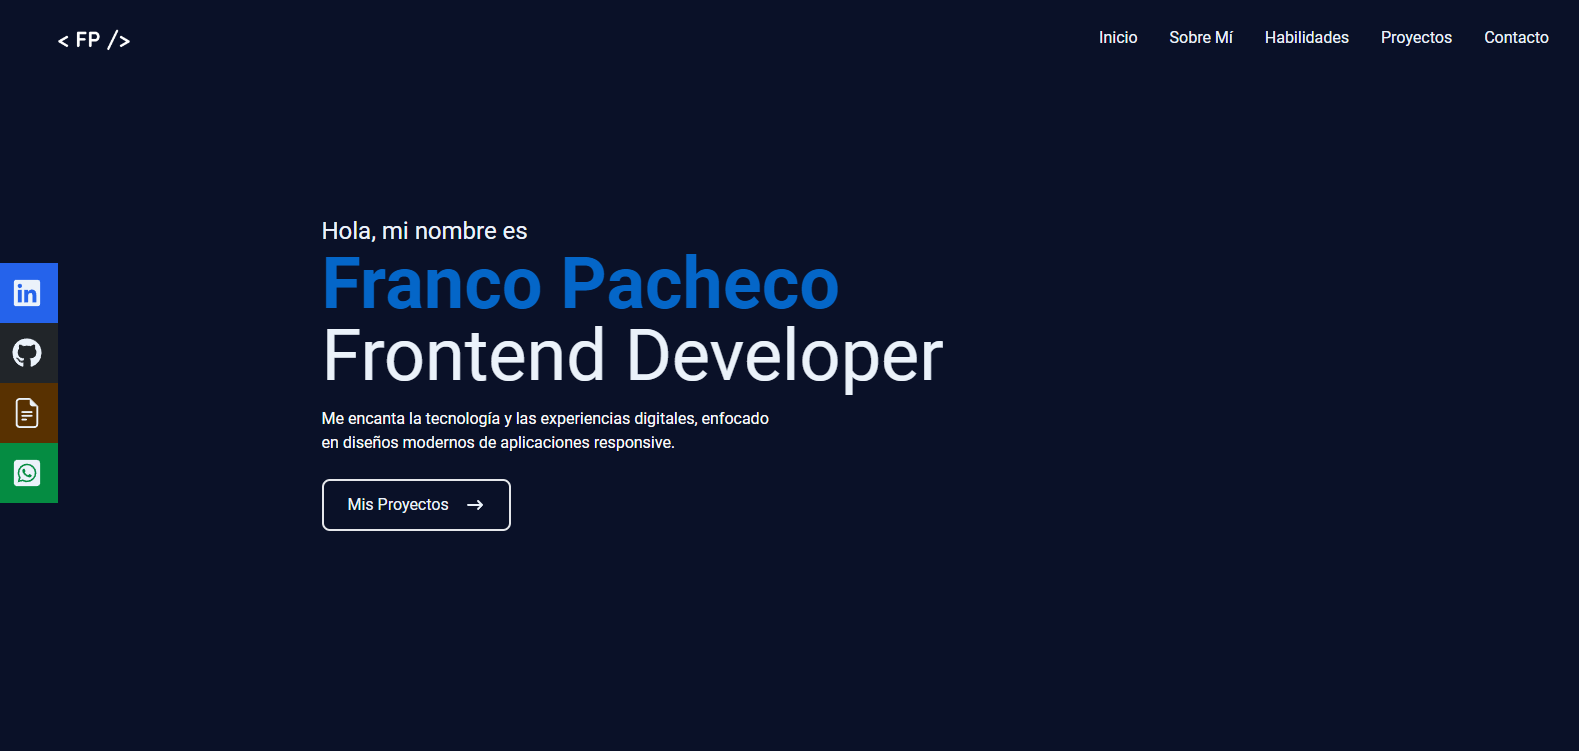 < FP />
Inicio
Sobre Mí
Habilidades
Proyectos
Contacto
Hola, mi nombre es
Franco Pacheco
Frontend Developer
Me encanta la tecnología y las experiencias digitales, enfocado
en diseños modernos de aplicaciones responsive.
Mis Proyectos
in